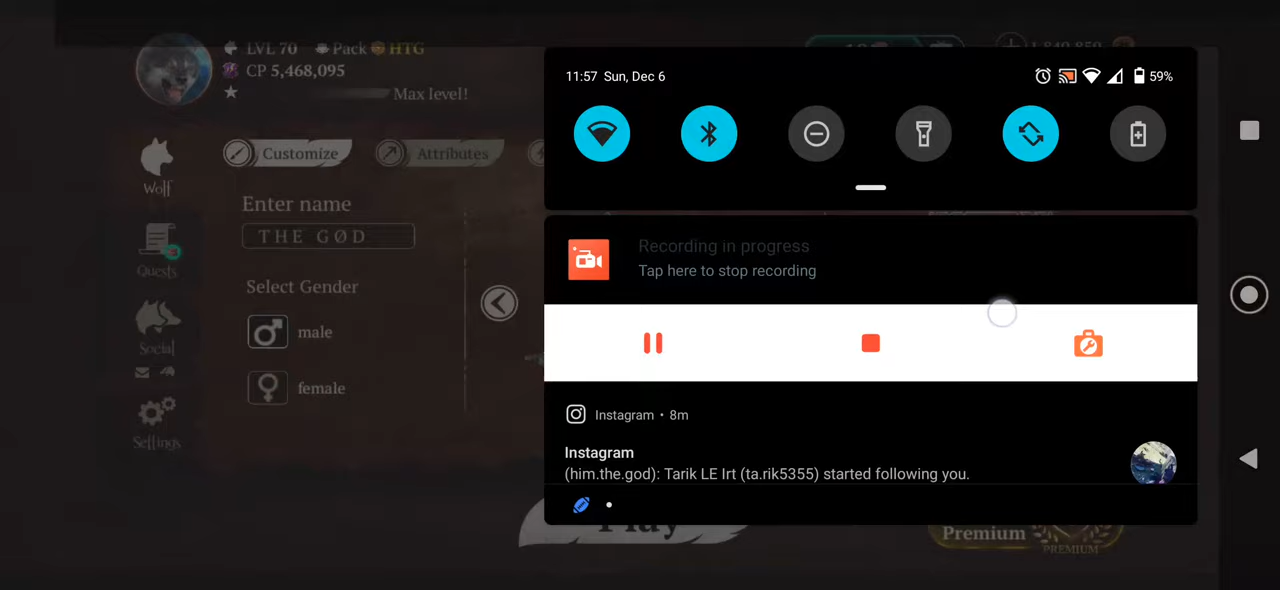 LVL 70 Pack HTG
CP 5,468,095
Max level!
Wolf
Customize
Attributes
Enter name
THE GØD
Quests
Select Gender
male
Social
female
Settings
11:57 Sun, Dec 6
59%
Recording in progress
Tap here to stop recording
Instagram • 8m
Instagram
(him.the.god): Tarik LE Irt (ta.rik5355) started following you.
Play
Premium
PREMIUM